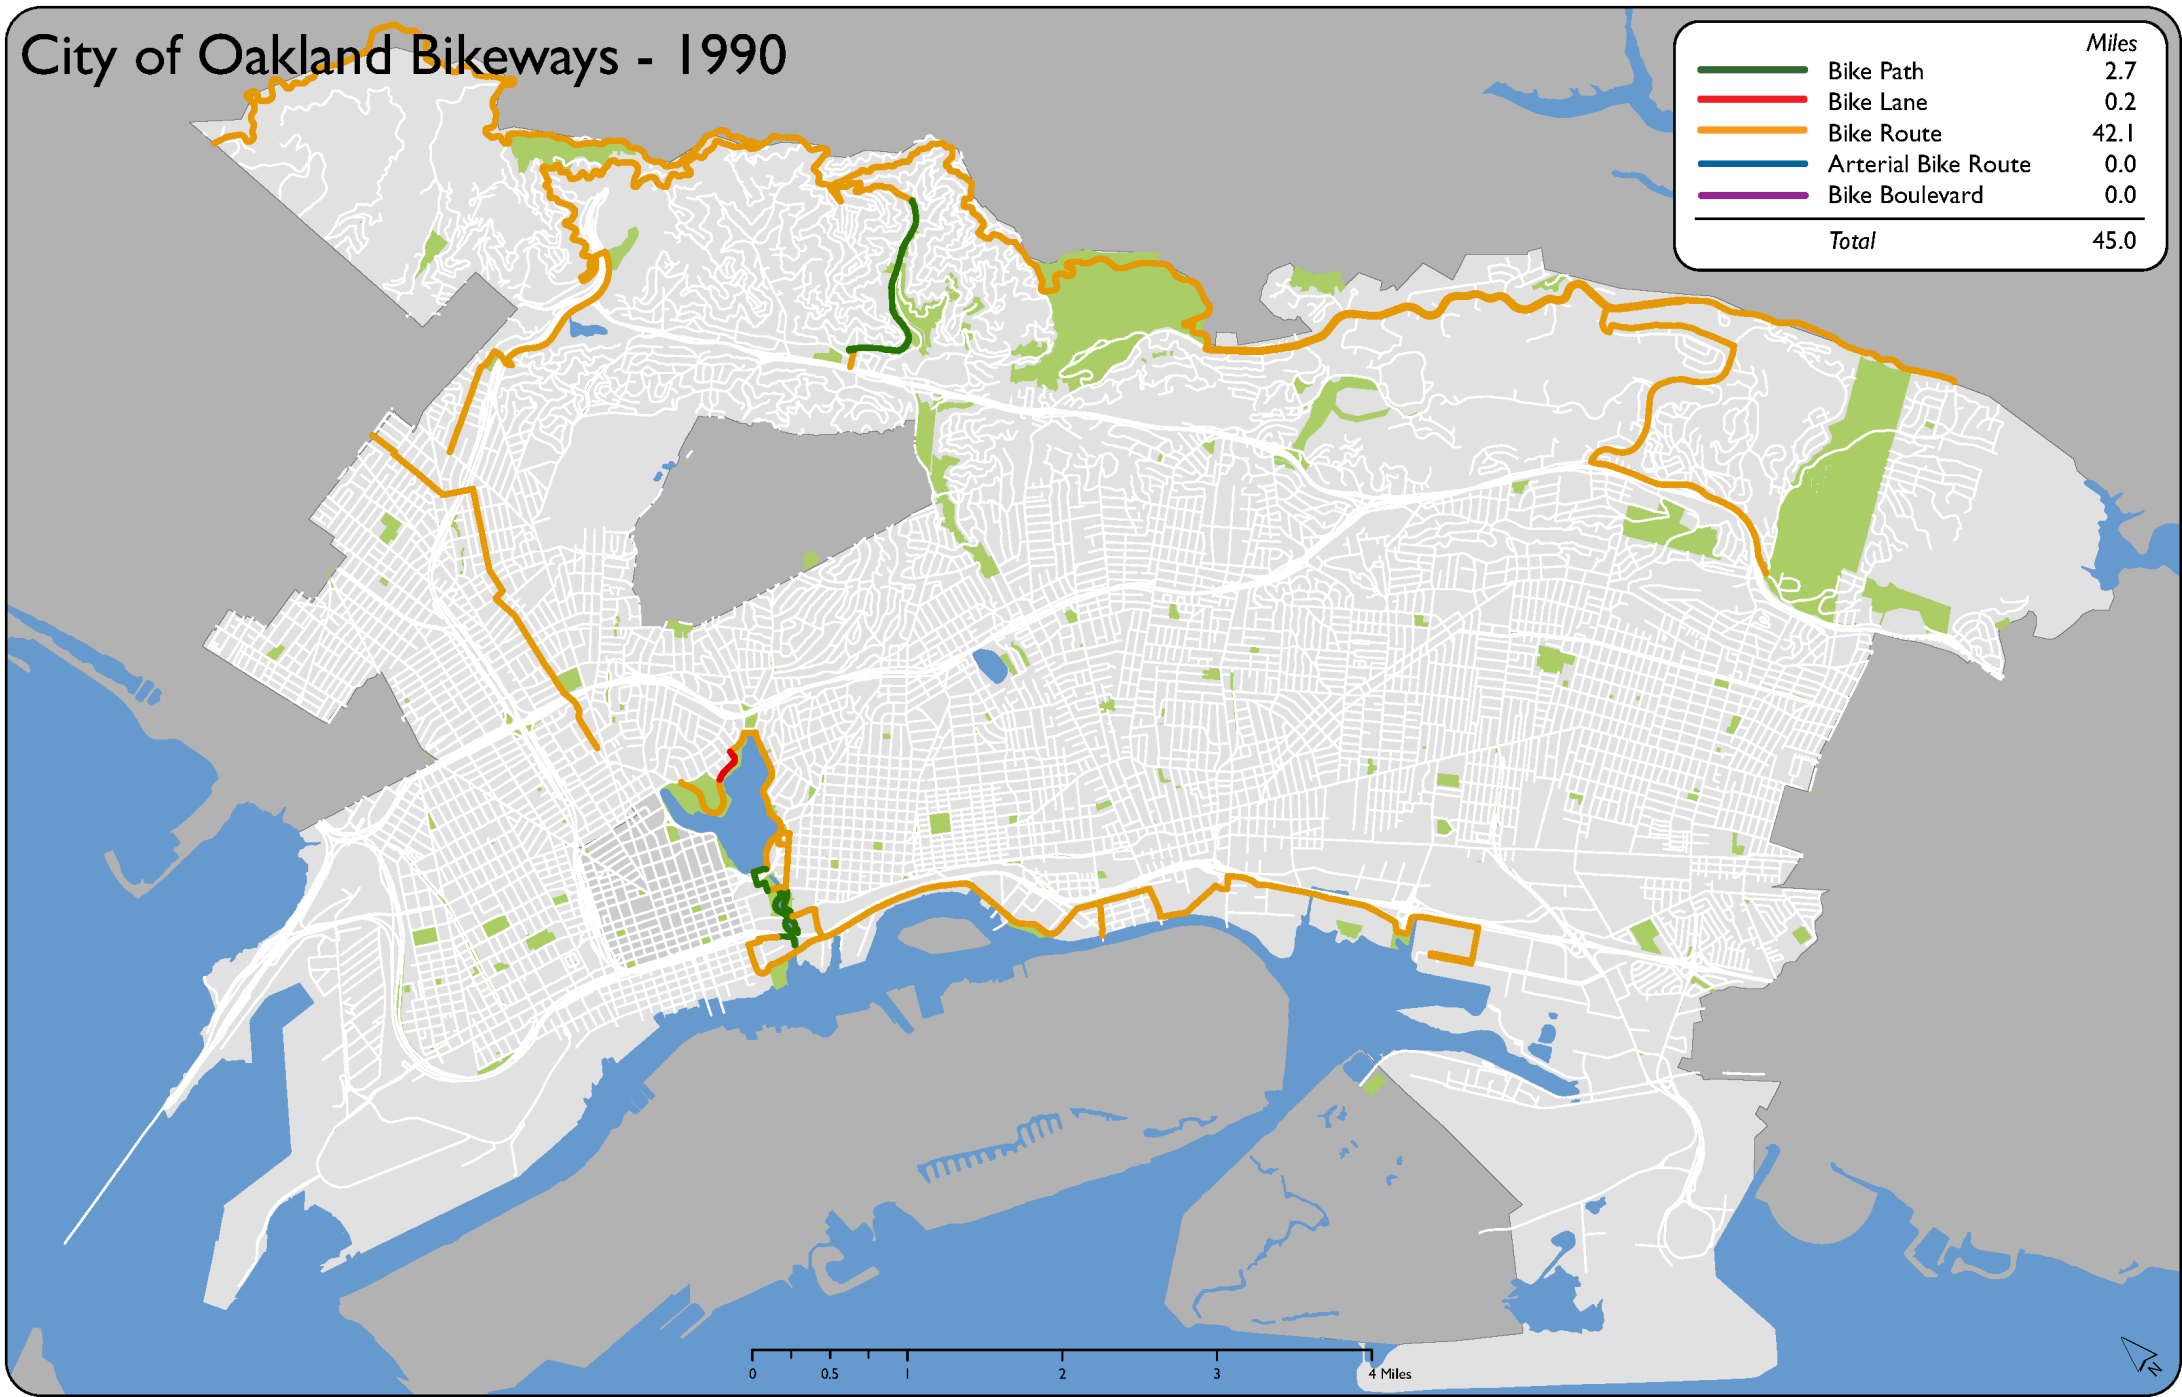 City of Oakland Bikeways - 1990
Miles
Bike Path 2.7
Bike Lane 0.2
Bike Route 42.1
Arterial Bike Route 0.0
Bike Boulevard 0.0
Total 45.0
0 0.5 1 2 3 4 Miles
N